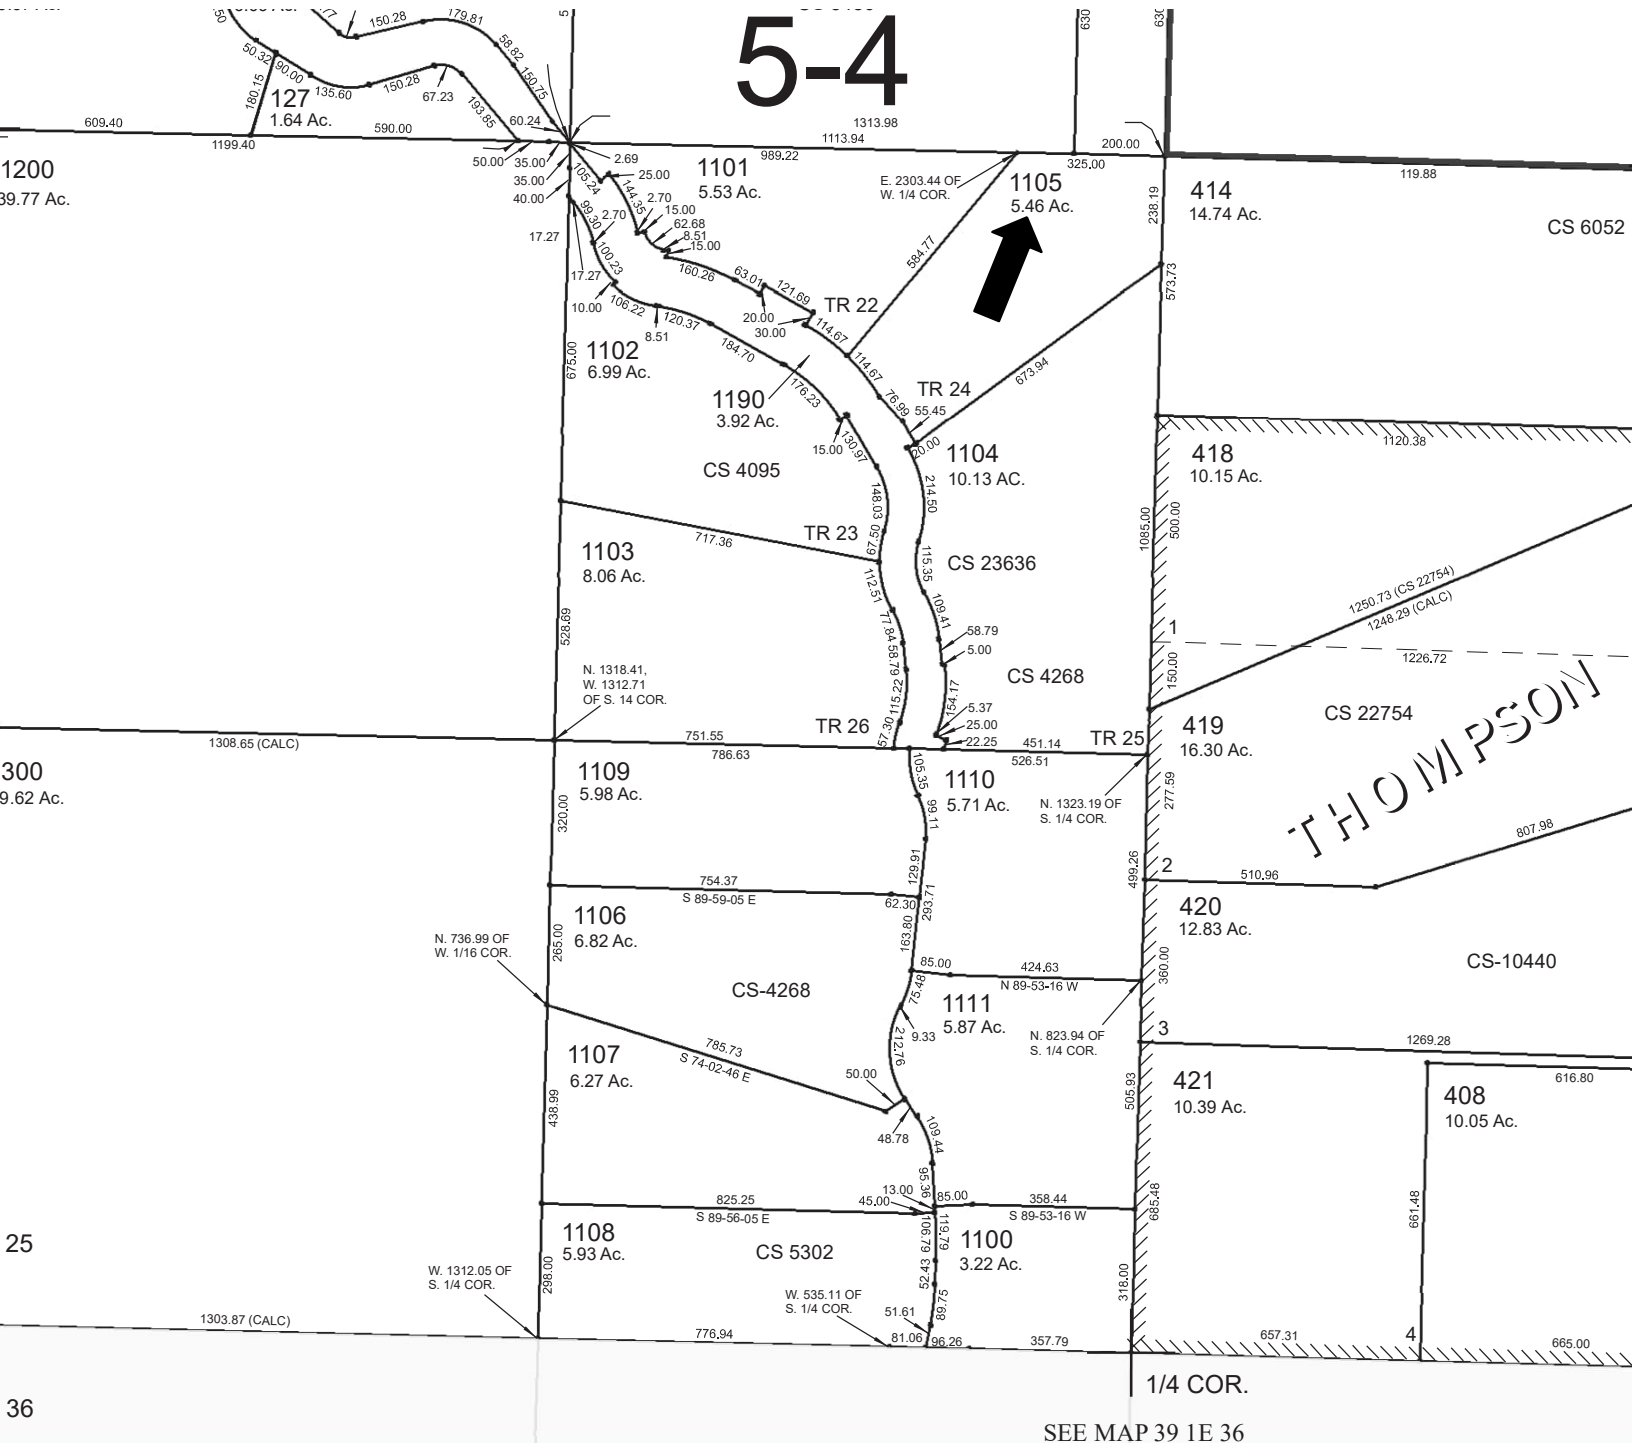 5-4
150.28
179.81
58.82
150.75
50.32
90.00
135.60
150.28
67.23
193.85
60.24
180.15
127
1.64 Ac.
609.40
590.00
1199.40
630
630
1313.98
1113.94
989.22
200.00
325.00
119.88
1200
39.77 Ac.
50.00
35.00
35.00
40.00
2.69
25.00
105.24
144.35
2.70
15.00
62.68
8.51
15.00
99.30
2.70
17.27
17.27
100.23
10.00
106.22
8.51
120.37
160.26
63.01
121.69
20.00
30.00
114.67
TR 22
1101
5.53 Ac.
E. 2303.44 OF
W. 1/4 COR.
1105
5.46 Ac.
584.77
238.19
573.73
414
14.74 Ac.
CS 6052
1102
6.99 Ac.
675.00
184.70
176.23
1190
3.92 Ac.
114.67
76.99
TR 24
55.45
20.00
673.94
15.00
130.97
CS 4095
1104
10.13 AC.
418
10.15 Ac.
1120.38
148.03
214.50
97.50
TR 23
717.36
1103
8.06 Ac.
CS 23636
115.35
112.51
109.41
77.84
58.79
58.79
5.00
1085.00
500.00
1250.73 (CS 22754)
1248.29 (CALC)
1
1226.72
150.00
528.69
N. 1318.41,
W. 1312.71
OF S. 14 COR.
CS 4268
154.17
115.22
5.37
25.00
22.25
57.30
TR 26
TR 25
CS 22754
419
16.30 Ac.
THOMPSON
1308.65 (CALC)
751.55
786.63
451.14
526.51
300
9.62 Ac.
1109
5.98 Ac.
320.00
105.35
1110
5.71 Ac.
99.11
N. 1323.19 OF
S. 1/4 COR.
277.59
807.98
129.91
293.71
499.26
2
510.96
754.37
S 89-59-05 E
62.30
1106
6.82 Ac.
420
12.83 Ac.
N. 736.99 OF
W. 1/16 COR.
265.00
163.80
85.00
424.63
N 89-53-16 W
360.00
CS-10440
CS-4268
75.48
1111
5.87 Ac.
9.33
212.76
N. 823.94 OF
S. 1/4 COR.
3
1269.28
1107
6.27 Ac.
785.73
S 74-02-46 E
50.00
421
10.39 Ac.
616.80
408
10.05 Ac.
505.93
438.99
48.78
109.44
95.36
13.00
45.00
85.00
358.44
S 89-53-16 W
825.25
S 89-56-05 E
685.48
661.48
1108
5.93 Ac.
CS 5302
106.79
119.79
1100
3.22 Ac.
25
W. 1312.05 OF
S. 1/4 COR.
298.00
52.43
89.75
318.00
W. 535.11 OF
S. 1/4 COR.
51.61
1303.87 (CALC)
776.94
81.06
96.26
357.79
657.31
4
665.00
1/4 COR.
36
SEE MAP 39 1E 36